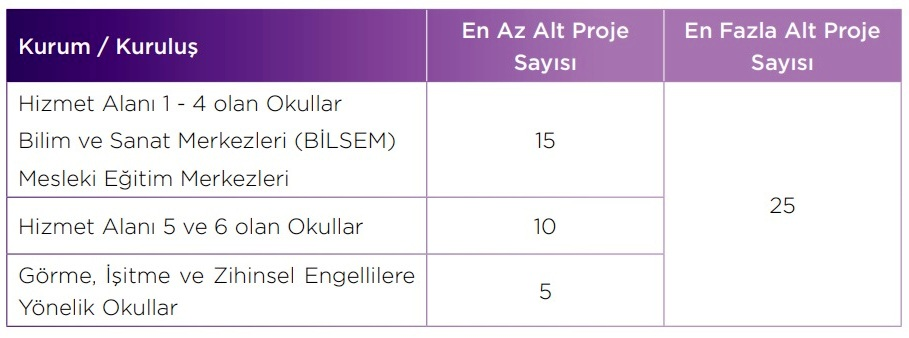 Kurum / Kuruluş
En Az Alt Proje
Sayısı
En Fazla Alt Proje
Sayısı
Hizmet Alanı 1 - 4 olan Okullar
Bilim ve Sanat Merkezleri (BİLSEM)
Mesleki Eğitim Merkezleri
15
25
Hizmet Alanı 5 ve 6 olan Okullar
10
Görme, İşitme ve Zihinsel Engellilere
Yönelik Okullar
5